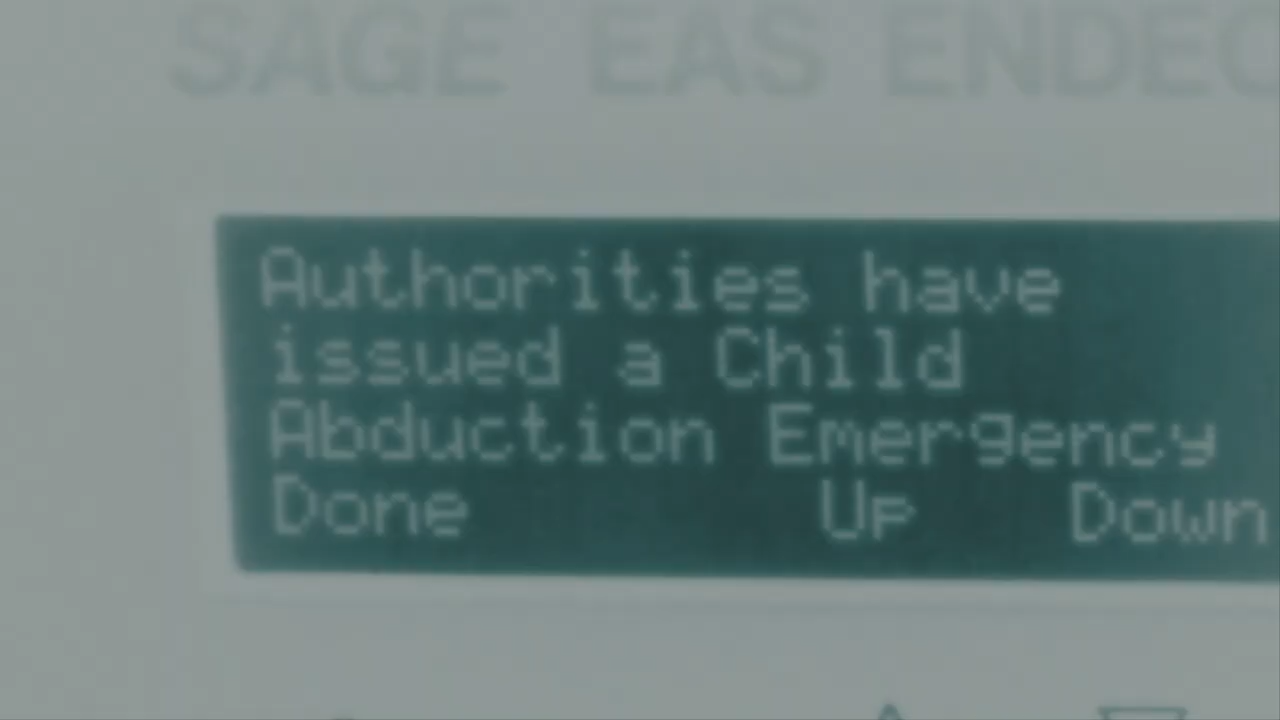 SAGE EAS ENDEC
Authorities have
issued a Child
Abduction Emergency
Done Up Down